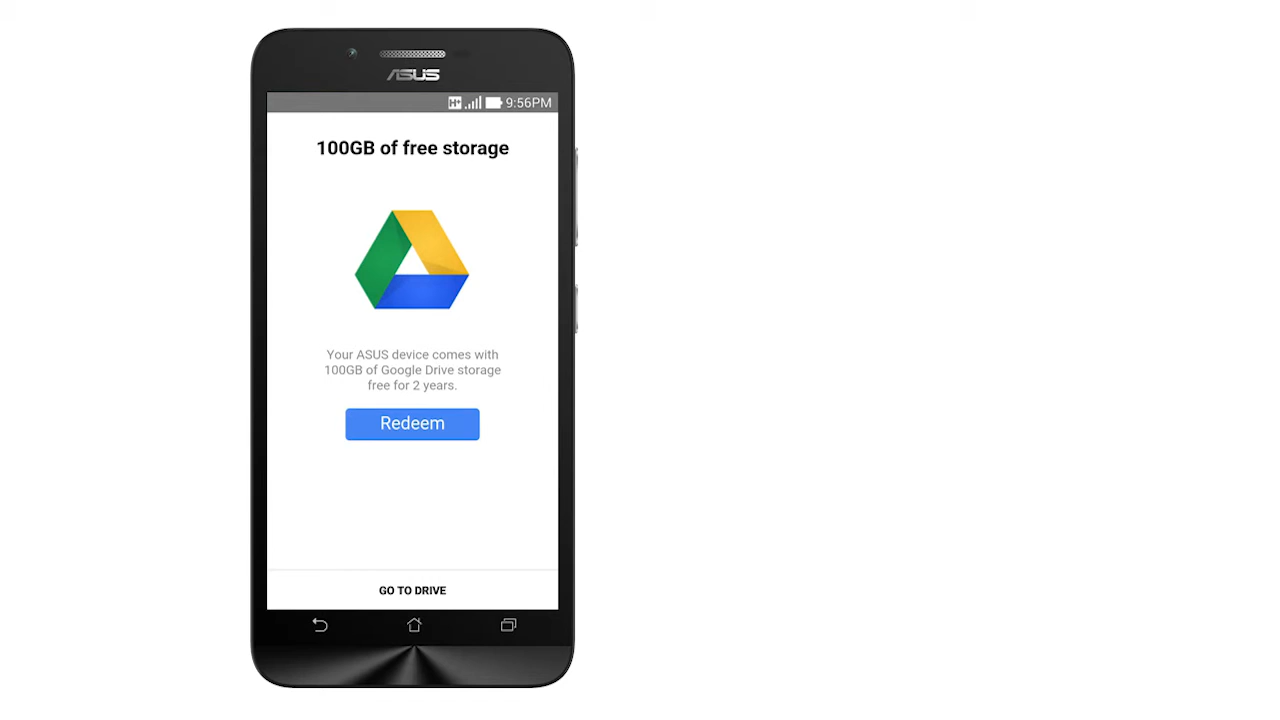 ASUS
H+ 9:56PM
100GB of free storage
Your ASUS device comes with
100GB of Google Drive storage
free for 2 years.
Redeem
GO TO DRIVE